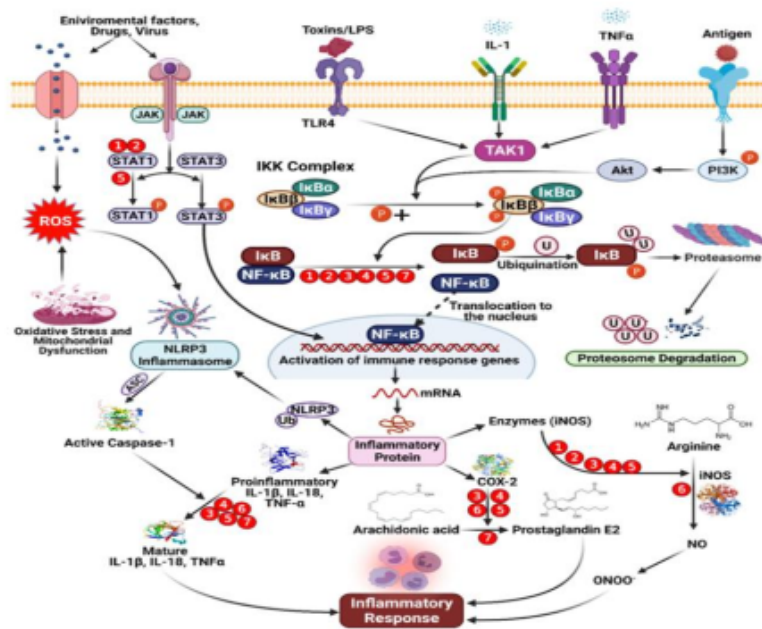 Eniviromental factors,
Drugs, Virus
Toxins/LPS
IL-1
TNFα
Antigen
JAK
JAK
TLR4
TAK1
1 2
STAT1
STAT3
5
IKK Complex
Akt
PI3K
P
IκBα
IκBβ
IκBγ
P +
P
P
IκBα
IκBβ
IκBγ
STAT1
P
STAT3
P
ROS
IκB
NF-κB
1 2 3 4 5 7
IκB
P
NF-κB
U
Ubiquination
U
U
IκB
P
Proteasome
Translocation to
the nucleus
Oxidative Stress and
Mitochondrial
Dysfunction
NLRP3
Inflammasome
NF-κB
Activation of immune response genes
U U
U U
Proteosome Degradation
ASC
mRNA
NLRP3
Ub
Active Caspase-1
Inflammatory
Protein
Enzymes (iNOS)
1
2
3
4
5
H₂N
NH
N
H
O
OH
NH₂
Arginine
iNOS
6
Proinflammatory
IL-1β, IL-18,
TNF-α
COX-2
3 4
6 5
7
Arachidonic acid
Prostaglandin E2
4 6
3 5 7
Mature
IL-1β, IL-18, TNFα
NO
ONOO⁻
Inflammatory
Response